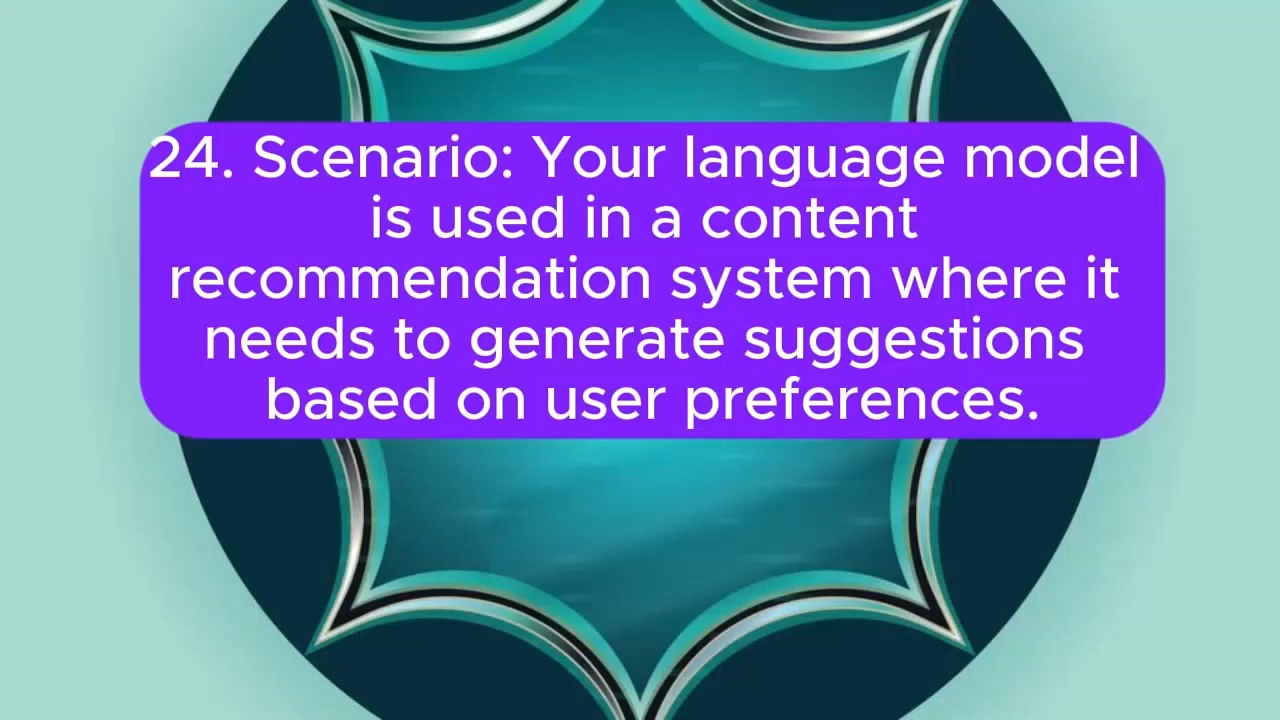 24. Scenario: Your language model
is used in a content
recommendation system where it
needs to generate suggestions
based on user preferences.